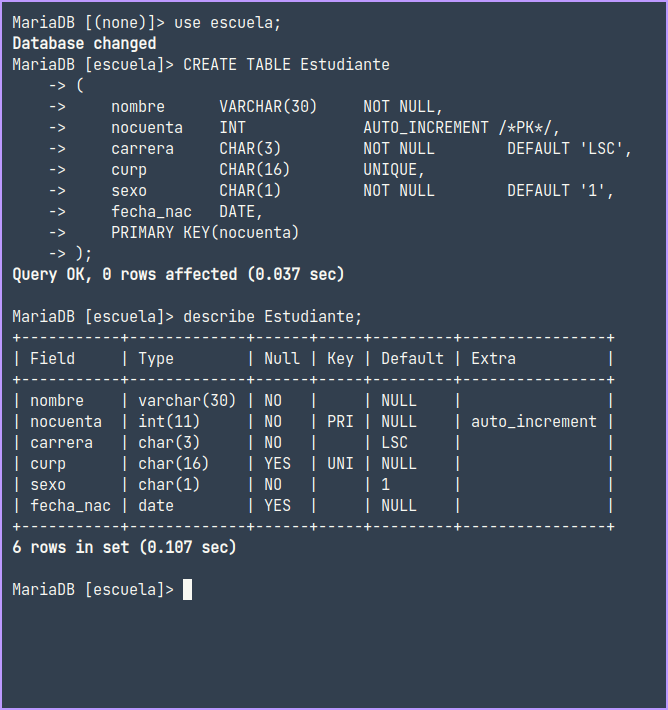 MariaDB [(none)]> use escuela;
Database changed
MariaDB [escuela]> CREATE TABLE Estudiante
    -> (
    ->     nombre      VARCHAR(30)     NOT NULL,
    ->     nocuenta    INT             AUTO_INCREMENT /*PK*/,
    ->     carrera     CHAR(3)         NOT NULL        DEFAULT 'LSC',
    ->     curp        CHAR(16)        UNIQUE,
    ->     sexo        CHAR(1)         NOT NULL        DEFAULT '1',
    ->     fecha_nac   DATE,
    ->     PRIMARY KEY(nocuenta)
    -> );
Query OK, 0 rows affected (0.037 sec)

MariaDB [escuela]> describe Estudiante;
+-----------+-------------+------+-----+---------+----------------+
| Field     | Type        | Null | Key | Default | Extra          |
+-----------+-------------+------+-----+---------+----------------+
| nombre    | varchar(30) | NO   |     | NULL    |                |
| nocuenta  | int(11)     | NO   | PRI | NULL    | auto_increment |
| carrera   | char(3)     | NO   |     | LSC     |                |
| curp      | char(16)    | YES  | UNI | NULL    |                |
| sexo      | char(1)     | NO   |     | 1       |                |
| fecha_nac | date        | YES  |     | NULL    |                |
+-----------+-------------+------+-----+---------+----------------+
6 rows in set (0.107 sec)

MariaDB [escuela]>